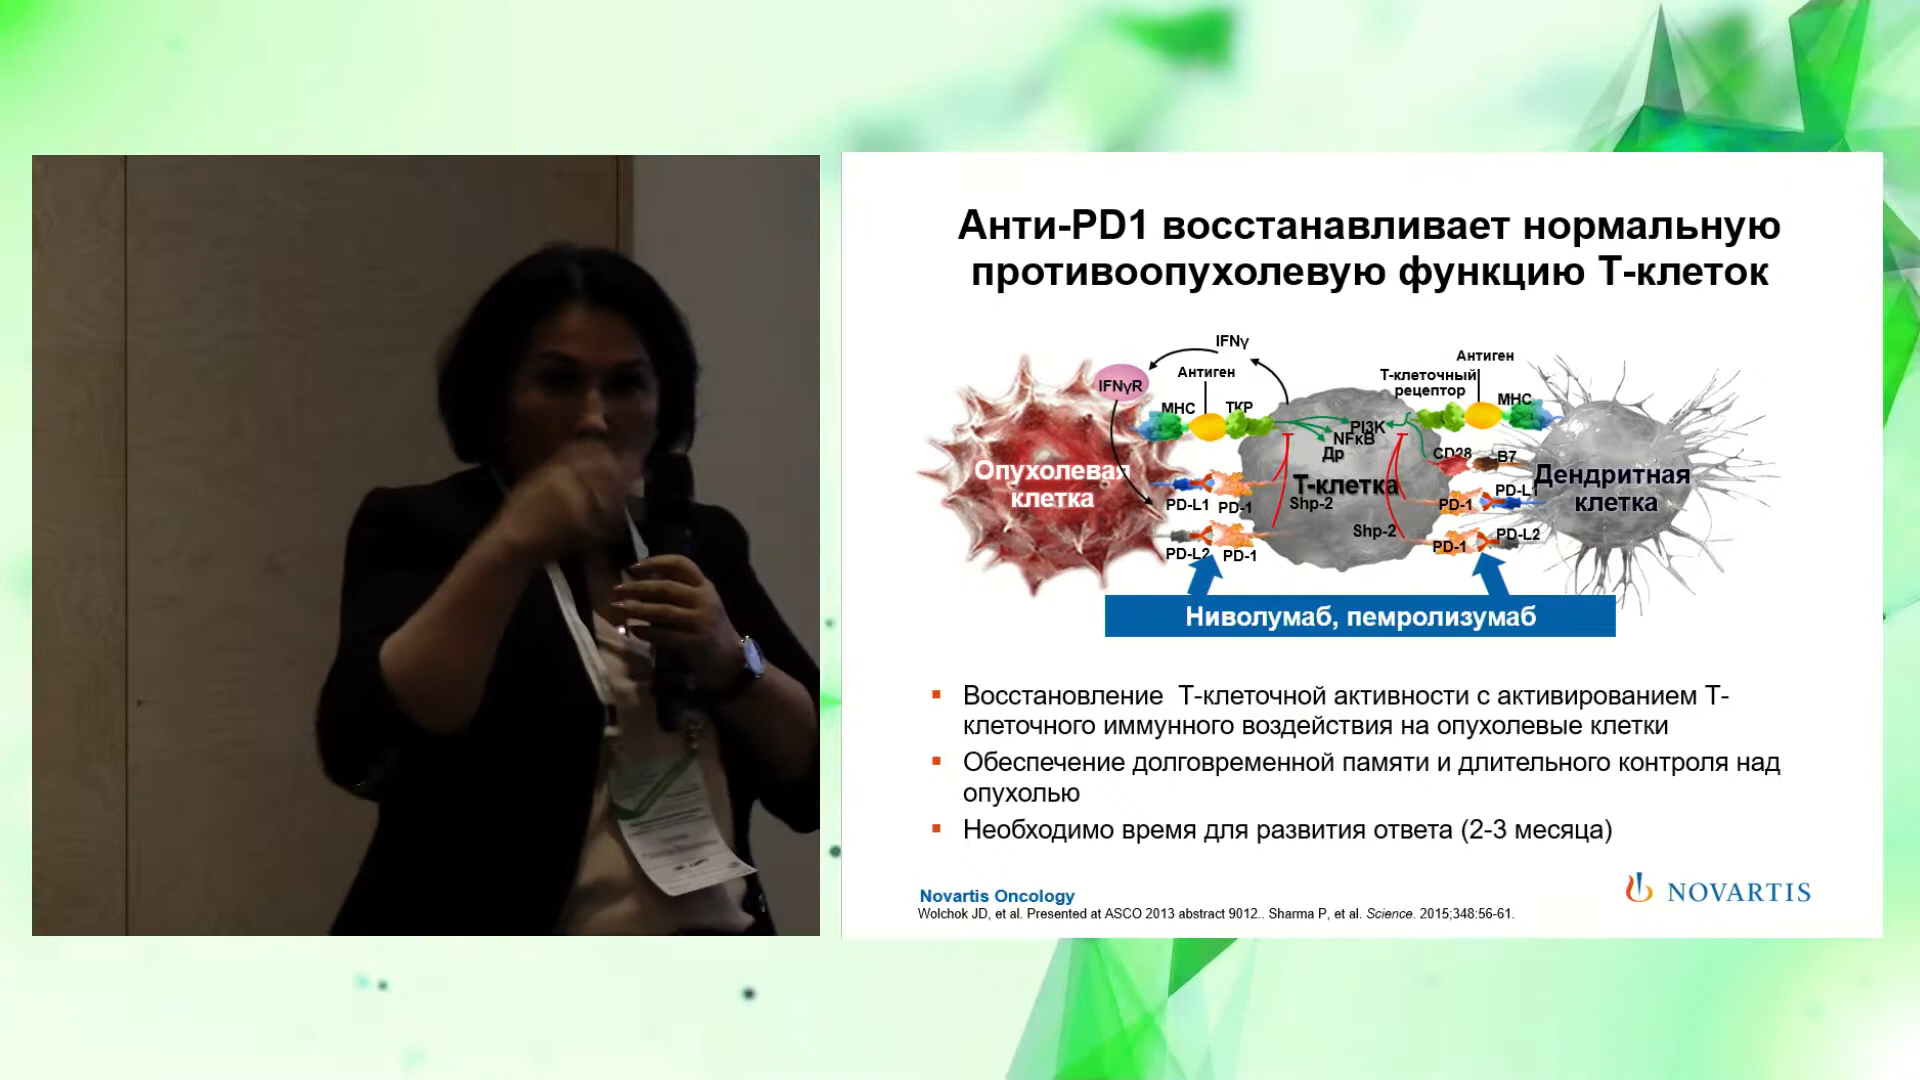 Анти-PD1 восстанавливает нормальную
противоопухолевую функцию Т-клеток
IFNγ
Антиген
IFNγR
MHC
ТКР
Опухолевая
клетка
PD-L1
PD-1
PD-L2
PD-1
Антиген
Т-клеточный
рецептор
MHC
PI3K
NFκB
Др
CD28
B7
Т-клетка
Shp-2
Shp-2
PD-1
PD-L1
PD-1
PD-L2
Дендритная
клетка
Ниволумаб, пемролизумаб
▪ Восстановление Т-клеточной активности с активированием Т-
клеточного иммунного воздействия на опухолевые клетки
▪ Обеспечение долговременной памяти и длительного контроля над
опухолью
▪ Необходимо время для развития ответа (2-3 месяца)
Novartis Oncology
Wolchok JD, et al. Presented at ASCO 2013 abstract 9012.. Sharma P, et al. Science. 2015;348:56-61.
NOVARTIS